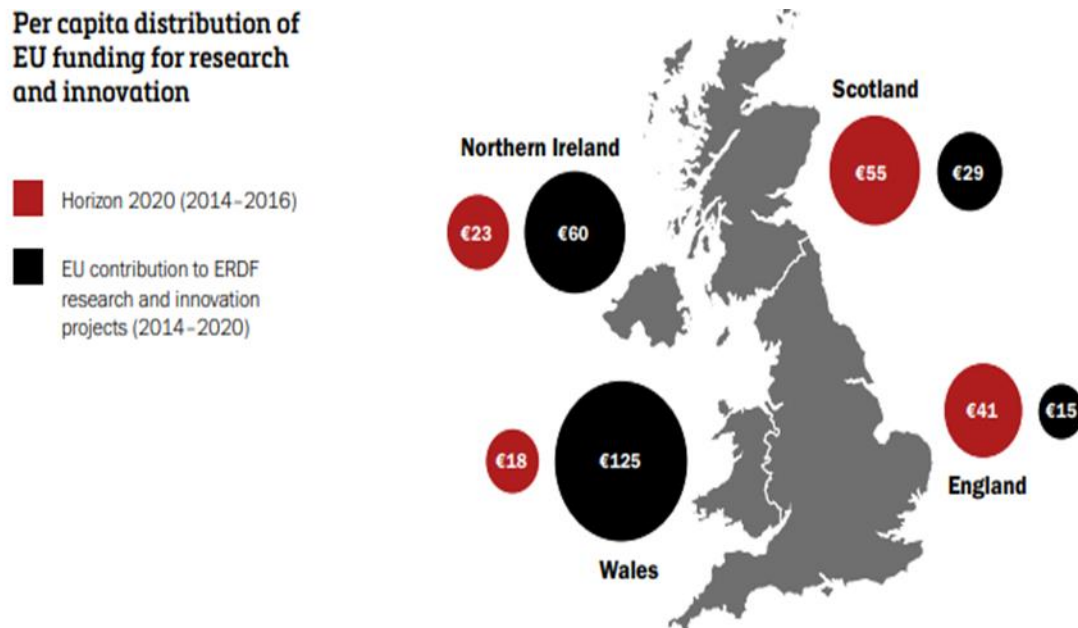 Per capita distribution of
EU funding for research
and innovation
Horizon 2020 (2014–2016)
EU contribution to ERDF
research and innovation
projects (2014–2020)
Scotland
€55
€29
Northern Ireland
€23
€60
€41
€15
England
€18
€125
Wales